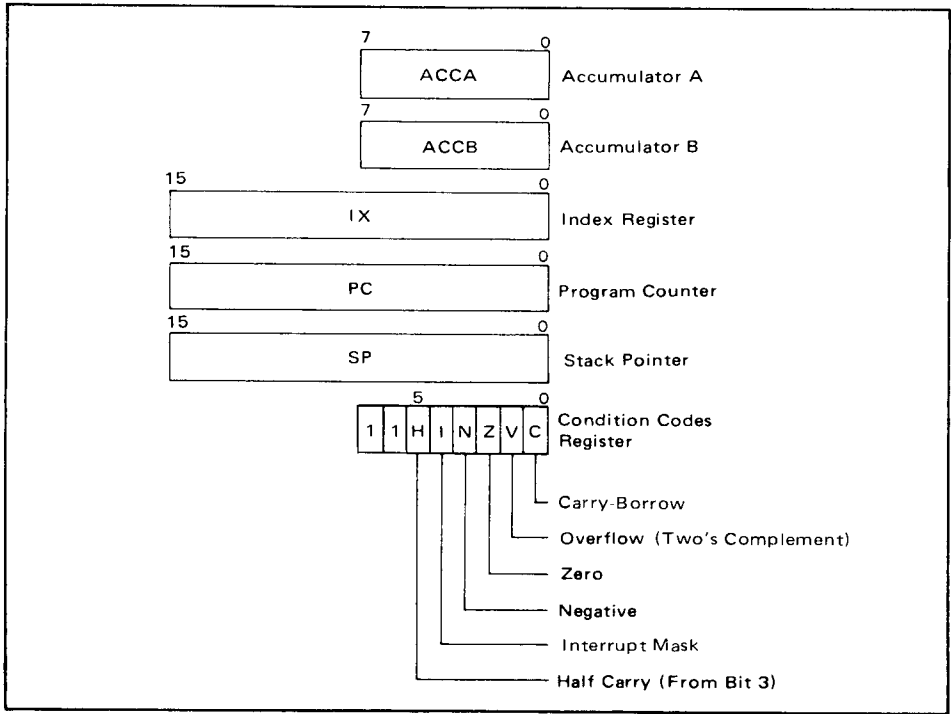 7 0
ACCA Accumulator A
7 0
ACCB Accumulator B
15 0
IX Index Register
15 0
PC Program Counter
15 0
SP Stack Pointer
5 0
1 1 H I N Z V C Condition Codes
Register
Carry-Borrow
Overflow (Two's Complement)
Zero
Negative
Interrupt Mask
Half Carry (From Bit 3)